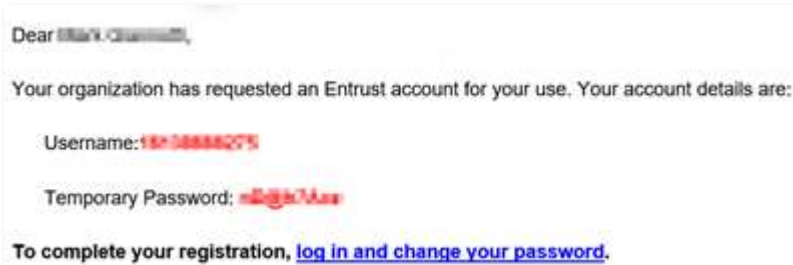 Dear
Your organization has requested an Entrust account for your use. Your account details are:
Username:
Temporary Password:
To complete your registration, log in and change your password.